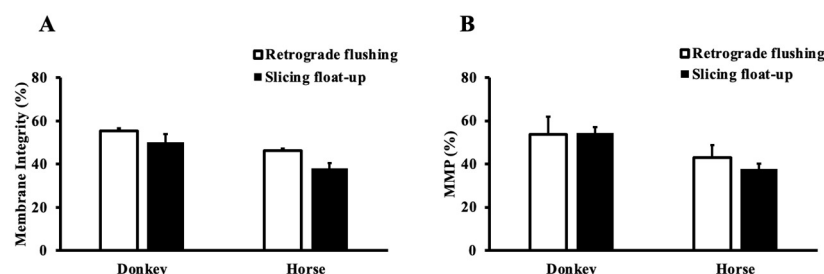 A
Retrograde flushing
Slicing float-up
Membrane Integrity (%)
80
60
40
20
0
Donkey
Horse
B
Retrograde flushing
Slicing float-up
MMP (%)
80
60
40
20
0
Donkey
Horse